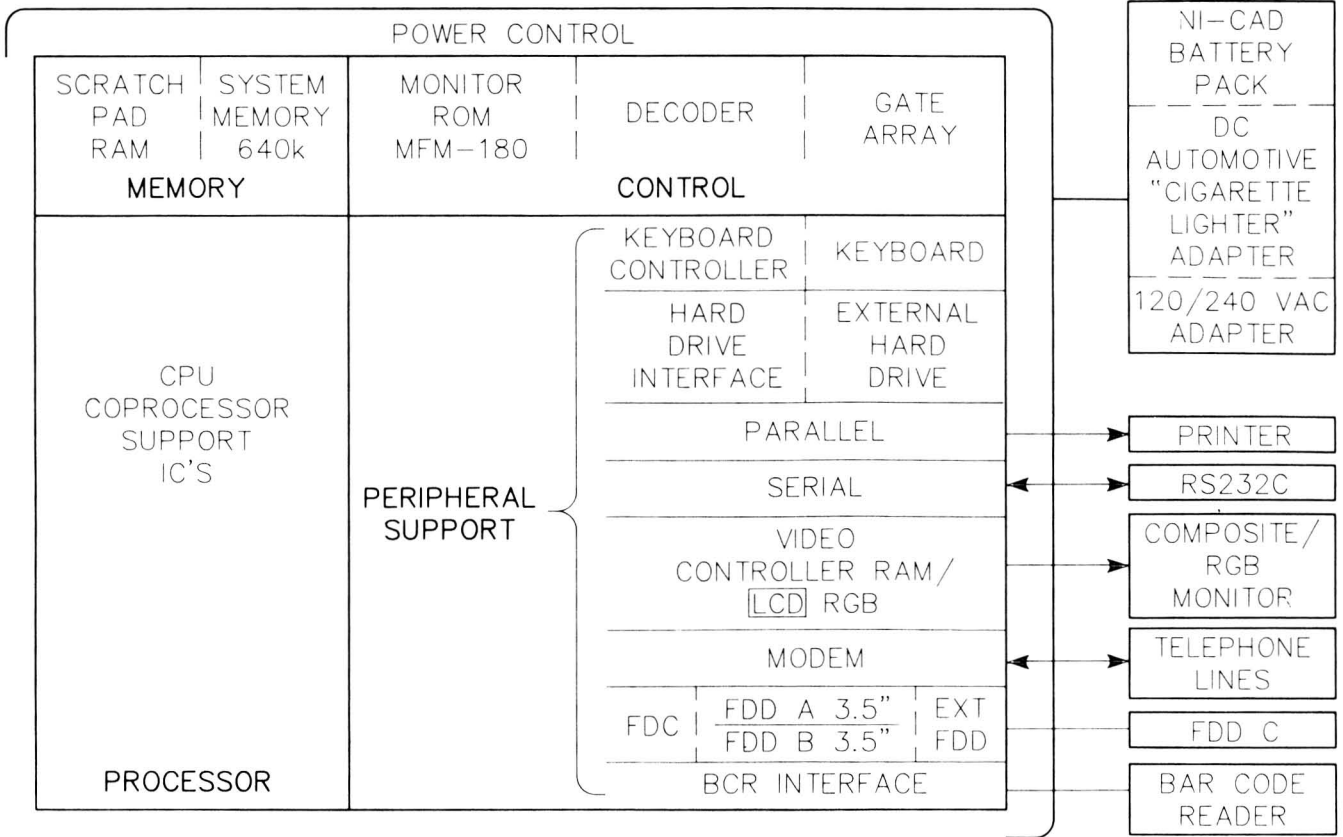 POWER CONTROL
SCRATCH
PAD
RAM
SYSTEM
MEMORY
640k
MEMORY
MONITOR
ROM
MFM-180
DECODER
GATE
ARRAY
CONTROL
CPU
COPROCESSOR
SUPPORT
IC'S
PROCESSOR
PERIPHERAL
SUPPORT
KEYBOARD
CONTROLLER
KEYBOARD
HARD
DRIVE
INTERFACE
EXTERNAL
HARD
DRIVE
PARALLEL
SERIAL
VIDEO
CONTROLLER RAM/
LCD RGB
MODEM
FDC
FDD A 3.5"
FDD B 3.5"
EXT
FDD
BCR INTERFACE
NI-CAD
BATTERY
PACK
DC
AUTOMOTIVE
"CIGARETTE
LIGHTER"
ADAPTER
120/240 VAC
ADAPTER
PRINTER
RS232C
COMPOSITE/
RGB
MONITOR
TELEPHONE
LINES
FDD C
BAR CODE
READER